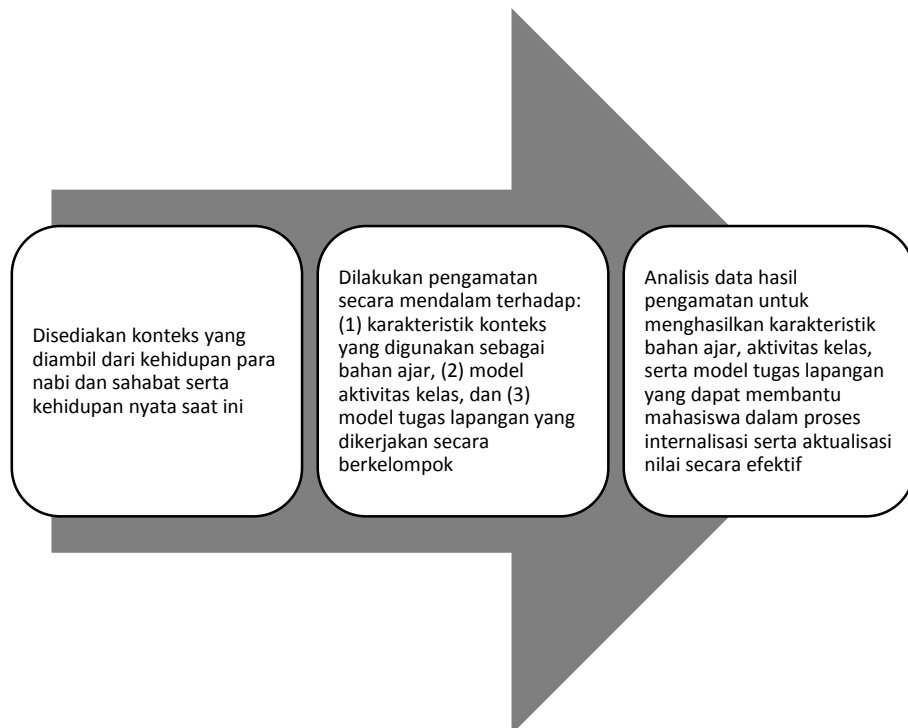 Disediakan konteks yang
diambil dari kehidupan para
nabi dan sahabat serta
kehidupan nyata saat ini
Dilakukan pengamatan
secara mendalam terhadap:
(1) karakteristik konteks
yang digunakan sebagai
bahan ajar, (2) model
aktivitas kelas, dan (3)
model tugas lapangan yang
dikerjakan secara
berkelompok
Analisis data hasil
pengamatan untuk
menghasilkan karakteristik
bahan ajar, aktivitas kelas,
serta model tugas lapangan
yang dapat membantu
mahasiswa dalam proses
internalisasi serta aktualisasi
nilai secara efektif